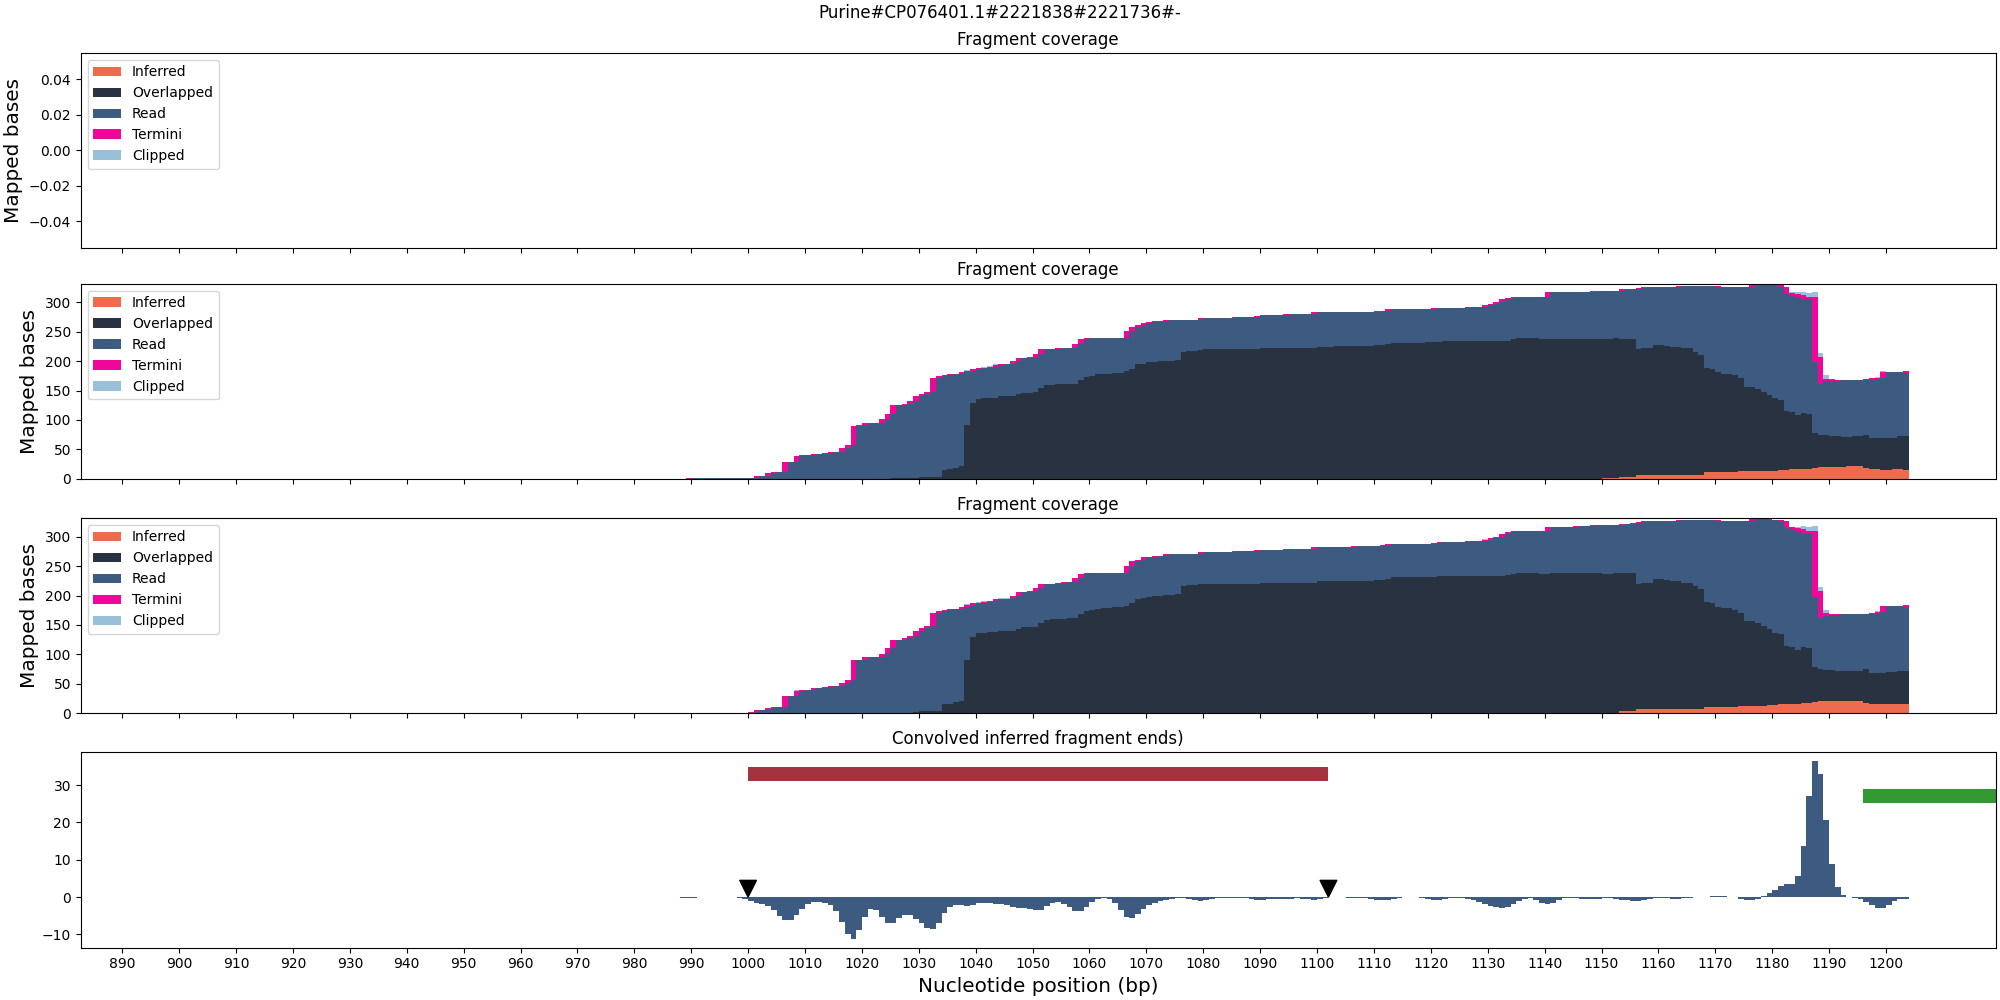 Purine#CP076401.1#2221838#2221736#-
Fragment coverage
Mapped bases
0.04
0.02
0.00
−0.02
−0.04
Inferred
Overlapped
Read
Termini
Clipped
Fragment coverage
Mapped bases
300
250
200
150
100
50
0
Inferred
Overlapped
Read
Termini
Clipped
Fragment coverage
Mapped bases
300
250
200
150
100
50
0
Inferred
Overlapped
Read
Termini
Clipped
Convolved inferred fragment ends)
30
20
10
0
−10
890 900 910 920 930 940 950 960 970 980 990 1000 1010 1020 1030 1040 1050 1060 1070 1080 1090 1100 1110 1120 1130 1140 1150 1160 1170 1180 1190 1200
Nucleotide position (bp)